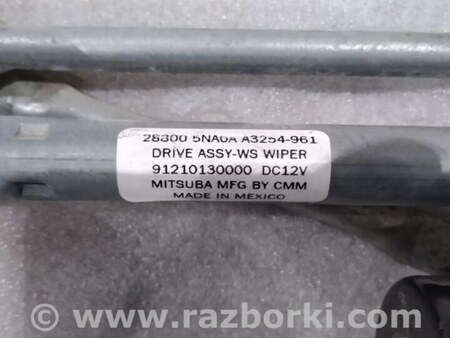 28800 5NA0A A3254-961
DRIVE ASSY-WS WIPER
91210130000 DC12V
MITSUBA MFG BY CMM
MADE IN MEXICO
www.razborki.com